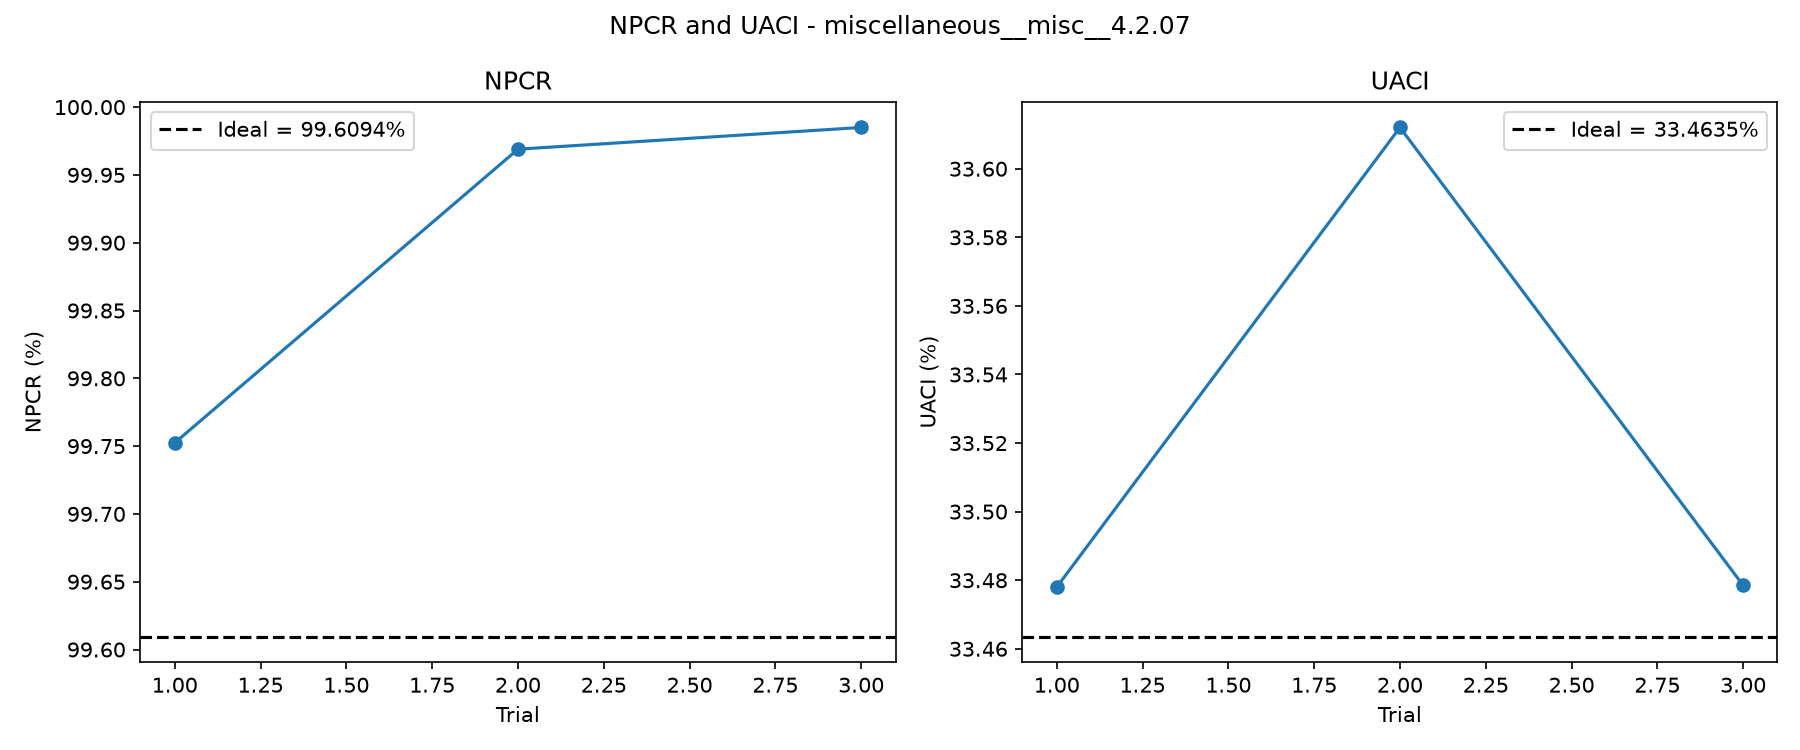 NPCR and UACI - miscellaneous__misc__4.2.07
NPCR
Ideal = 99.6094%
NPCR (%)
100.00
99.95
99.90
99.85
99.80
99.75
99.70
99.65
99.60
1.00 1.25 1.50 1.75 2.00 2.25 2.50 2.75 3.00
Trial
UACI
Ideal = 33.4635%
UACI (%)
33.60
33.58
33.56
33.54
33.52
33.50
33.48
33.46
1.00 1.25 1.50 1.75 2.00 2.25 2.50 2.75 3.00
Trial